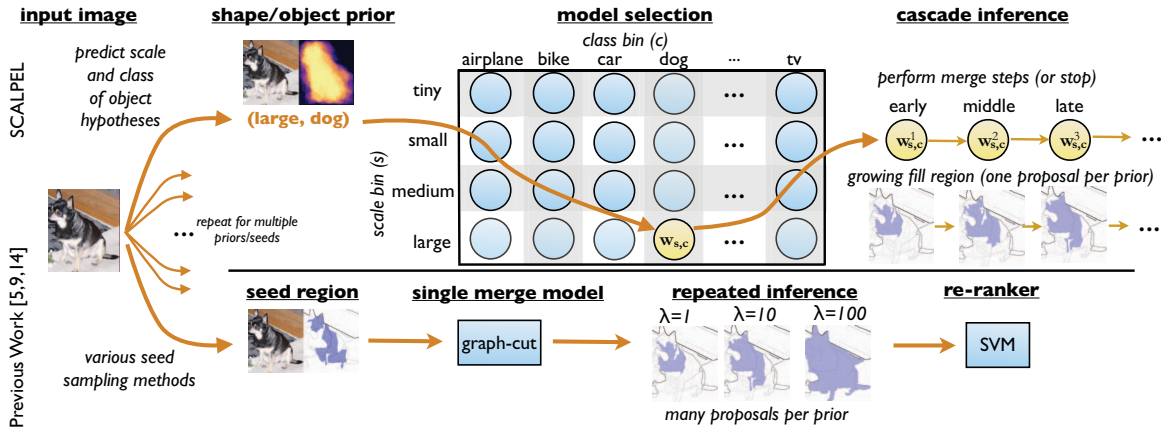 input image
shape/object prior
model selection
cascade inference
SCALPEL
predict scale
and class
of object
hypotheses
(large, dog)
class bin (c)
airplane bike car dog ... tv
scale bin (s)
tiny
small
medium
large
...
...
...
...
w_{s,c}
perform merge steps (or stop)
early middle late
w^1_{s,c} w^2_{s,c} w^3_{s,c} ...
growing fill region (one proposal per prior)
...
... repeat for multiple
priors/seeds
Previous Work [5,9,14]
various seed
sampling methods
seed region
single merge model
repeated inference
re-ranker
graph-cut
λ=1 λ=10 λ=100
many proposals per prior
SVM